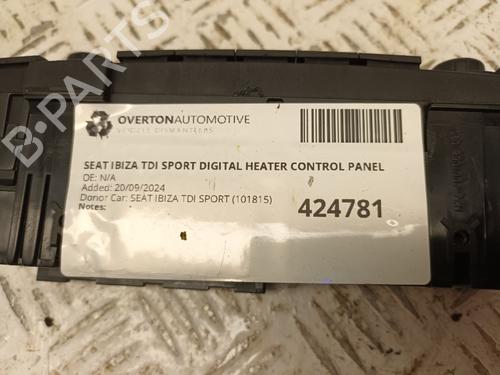 B-PARTS
OVERTONAUTOMOTIVE
VEHICLE DISMANTLERS
SEAT IBIZA TDI SPORT DIGITAL HEATER CONTROL PANEL
OE: N/A
Added: 20/09/2024
Donor Car: SEAT IBIZA TDI SPORT (101815)
Notes:
424781